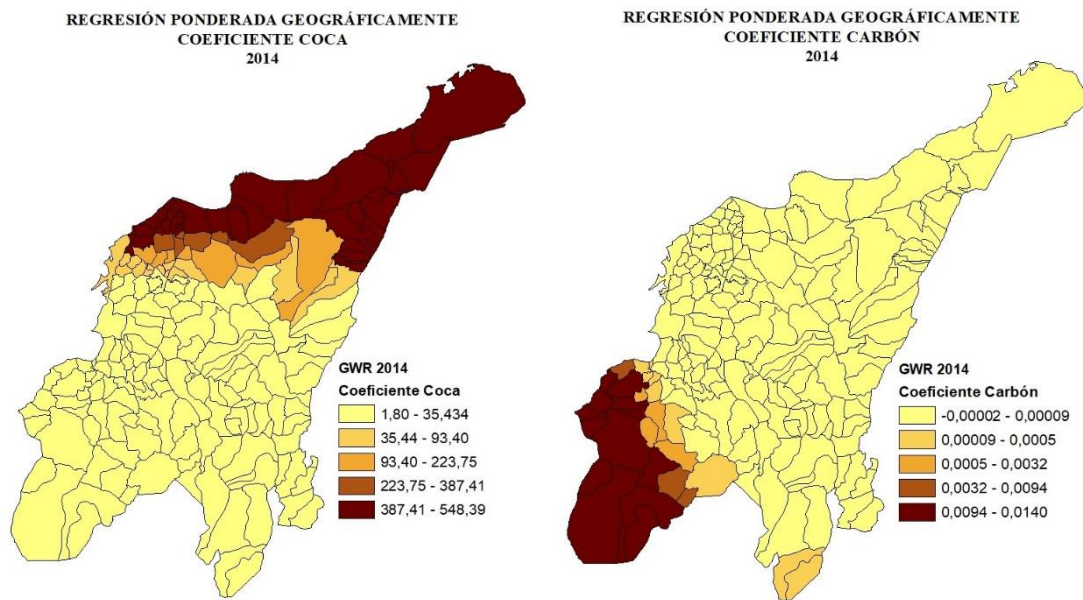 REGRESIÓN PONDERADA GEOGRÁFICAMENTE
COEFICIENTE COCA
2014
GWR 2014
Coeficiente Coca
1,80 - 35,434
35,44 - 93,40
93,40 - 223,75
223,75 - 387,41
387,41 - 548,39
REGRESIÓN PONDERADA GEOGRÁFICAMENTE
COEFICIENTE CARBÓN
2014
GWR 2014
Coeficiente Carbón
-0,00002 - 0,00009
0,00009 - 0,0005
0,0005 - 0,0032
0,0032 - 0,0094
0,0094 - 0,0140